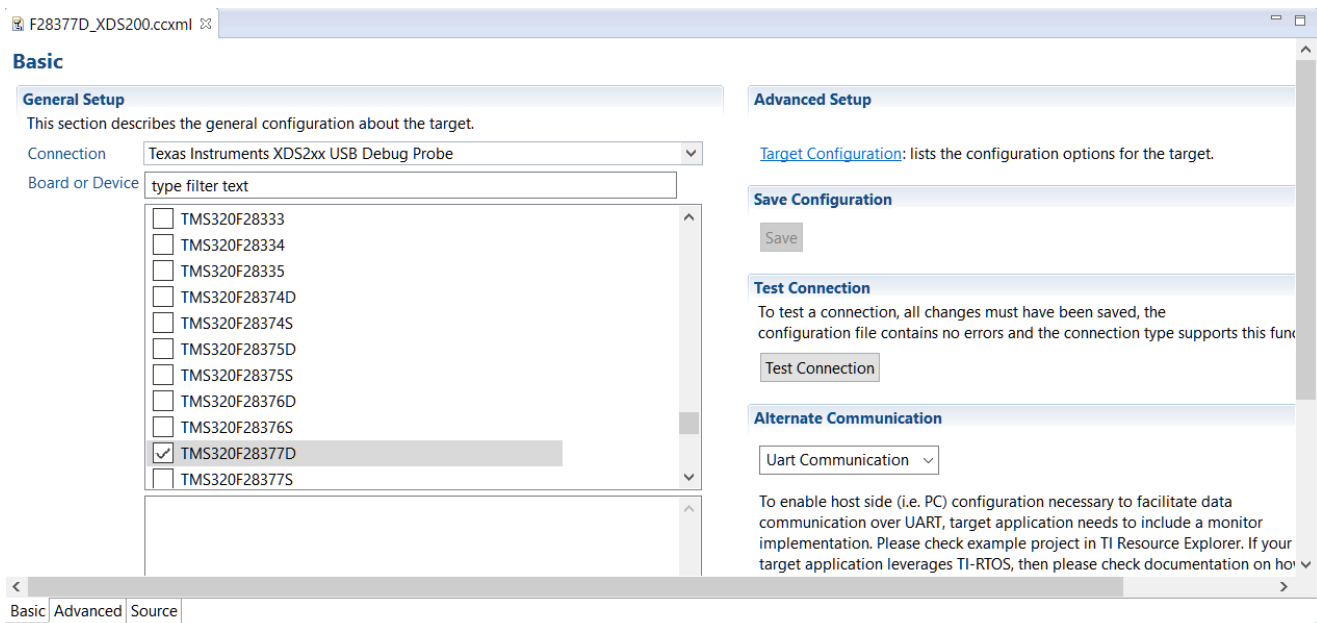 F28377D_XDS200.ccxml
Basic
General Setup
This section describes the general configuration about the target.
Connection
Texas Instruments XDS2xx USB Debug Probe
Board or Device
type filter text
TMS320F28333
TMS320F28334
TMS320F28335
TMS320F28374D
TMS320F28374S
TMS320F28375D
TMS320F28375S
TMS320F28376D
TMS320F28376S
TMS320F28377D
TMS320F28377S
Advanced Setup
Target Configuration: lists the configuration options for the target.
Save Configuration
Save
Test Connection
To test a connection, all changes must have been saved, the
configuration file contains no errors and the connection type supports this func
Test Connection
Alternate Communication
Uart Communication
To enable host side (i.e. PC) configuration necessary to facilitate data
communication over UART, target application needs to include a monitor
implementation. Please check example project in TI Resource Explorer. If your
target application leverages TI-RTOS, then please check documentation on how
Basic Advanced Source